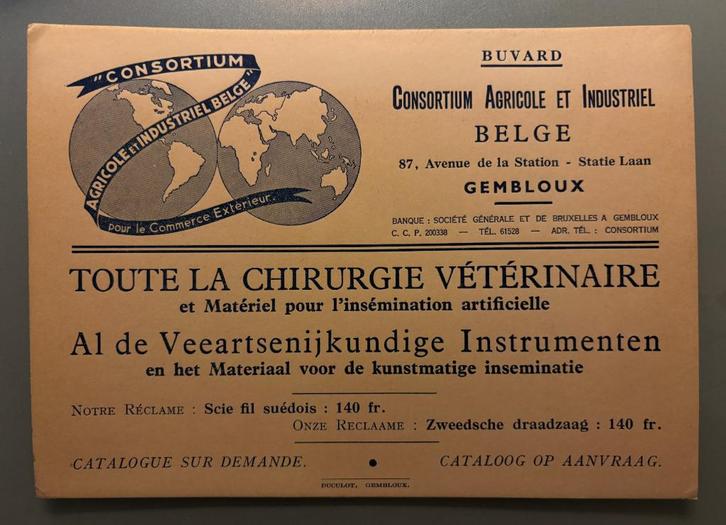 "CONSORTIUM
AGRICOLE ET INDUSTRIEL BELGE"
pour le Commerce Extérieur.
BUVARD
CONSORTIUM AGRICOLE ET INDUSTRIEL
BELGE
87, Avenue de la Station - Statie Laan
GEMBLOUX
BANQUE : SOCIÉTÉ GÉNÉRALE ET DE BRUXELLES A GEMBLOUX
C. C. P. 200338 — TÉL. 61528 — ADR. TÉL. : CONSORTIUM
TOUTE LA CHIRURGIE VÉTÉRINAIRE
et Matériel pour l'insémination artificielle
Al de Veeartsenijkundige Instrumenten
en het Materiaal voor de kunstmatige inseminatie
NOTRE RÉCLAME : Scie fil suédois : 140 fr.
ONZE RECLAAME : Zweedsche draadzaag : 140 fr.
CATALOGUE SUR DEMANDE. • CATALOOG OP AANVRAAG.
DUCULOT, GEMBLOUX.